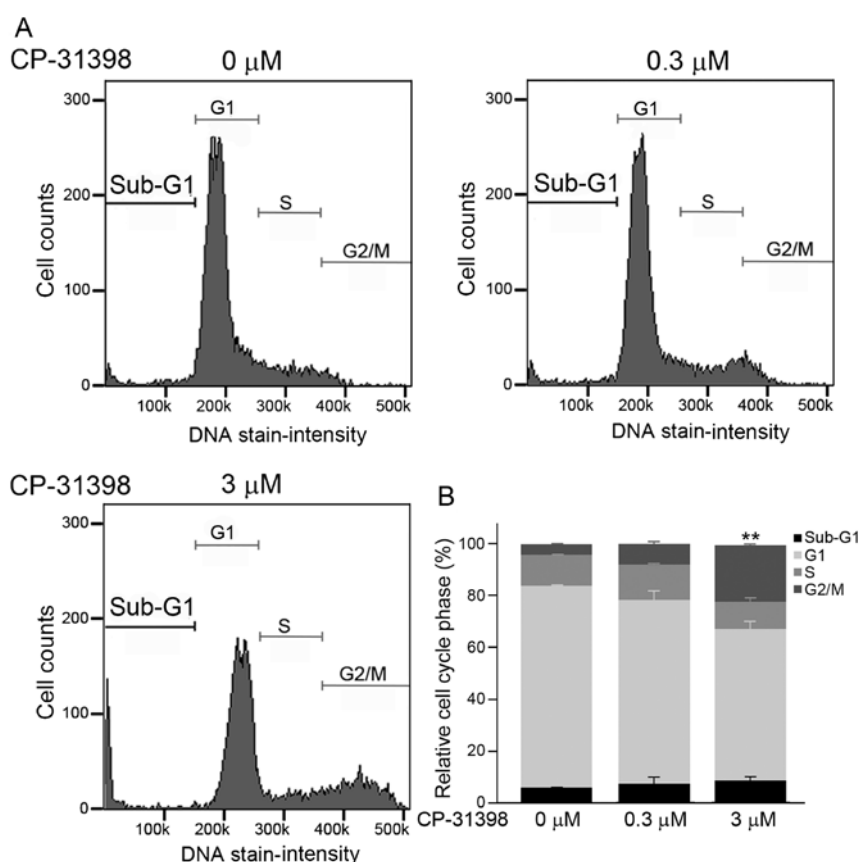 A
CP-31398
0 μM
300
200
100
0
Cell counts
Sub-G1
G1
S
G2/M
100k 200k 300k 400k 500k
DNA stain-intensity
0.3 μM
300
200
100
0
Cell counts
Sub-G1
G1
S
G2/M
100k 200k 300k 400k 500k
DNA stain-intensity
CP-31398
3 μM
300
200
100
0
Cell counts
Sub-G1
G1
S
G2/M
100k 200k 300k 400k 500k
DNA stain-intensity
B
Relative cell cycle phase (%)
100
80
60
40
20
0
**
Sub-G1
G1
S
G2/M
CP-31398 0 μM 0.3 μM 3 μM